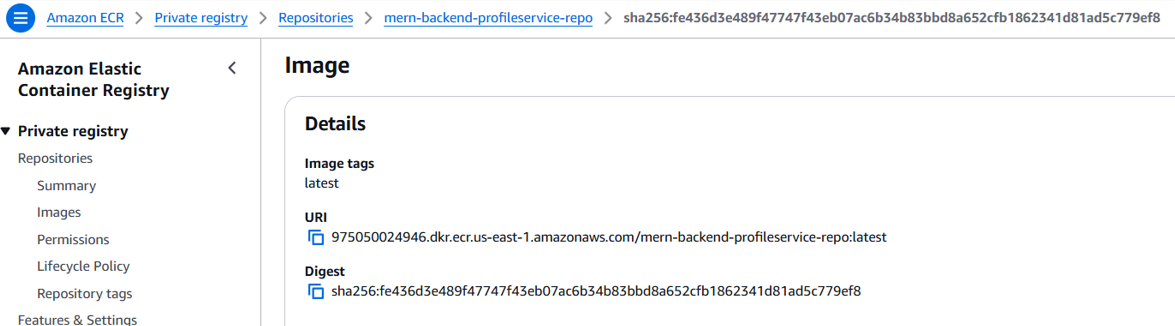 Amazon ECR > Private registry > Repositories > mern-backend-profileservice-repo > sha256:fe436d3e489f47747f43eb07ac6b34b83bbd8a652cfb1862341d81ad5c779ef8
Amazon Elastic
Container Registry
Private registry
Repositories
Summary
Images
Permissions
Lifecycle Policy
Repository tags
Features & Settings
Image
Details
Image tags
latest
URI
975050024946.dkr.ecr.us-east-1.amazonaws.com/mern-backend-profileservice-repo:latest
Digest
sha256:fe436d3e489f47747f43eb07ac6b34b83bbd8a652cfb1862341d81ad5c779ef8